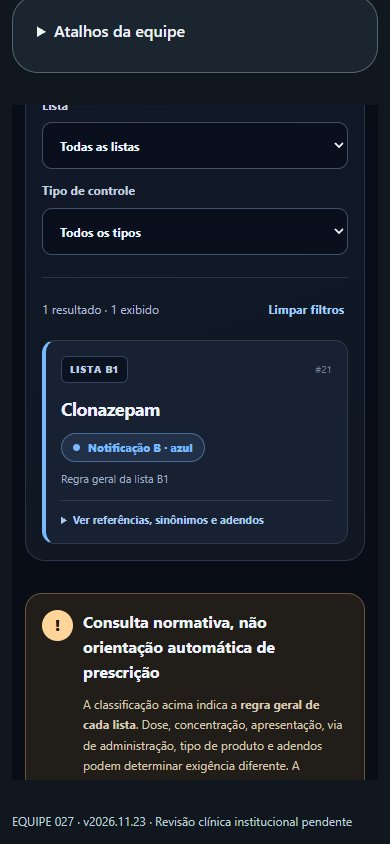 Atalhos da equipe
Lista
Todas as listas
Tipo de controle
Todos os tipos
1 resultado · 1 exibido
Limpar filtros
LISTA B1
#21
Clonazepam
Notificação B · azul
Regra geral da lista B1
Ver referências, sinônimos e adendos
!
Consulta normativa, não
orientação automática de
prescrição
A classificação acima indica a regra geral de
cada lista. Dose, concentração, apresentação, via
de administração, tipo de produto e adendos
podem determinar exigência diferente. A
EQUIPE 027 · v2026.11.23 · Revisão clínica institucional pendente